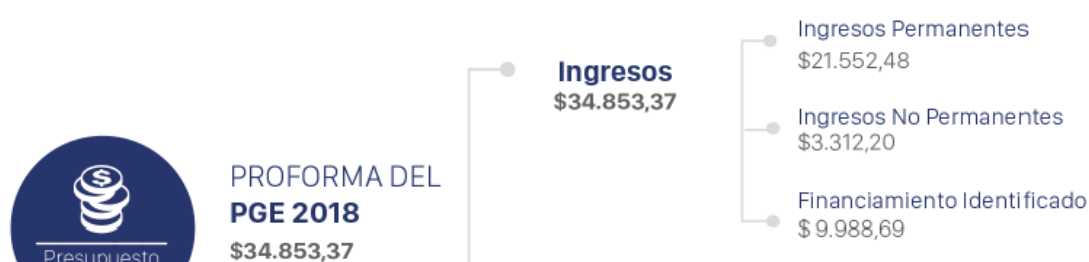 Ingresos Permanentes
$21.552,48
Ingresos
$34.853,37
Ingresos No Permanentes
$3.312,20
PROFORMA DEL
PGE 2018
$34.853,37
Financiamiento Identificado
$ 9.988,69
Presupuesto